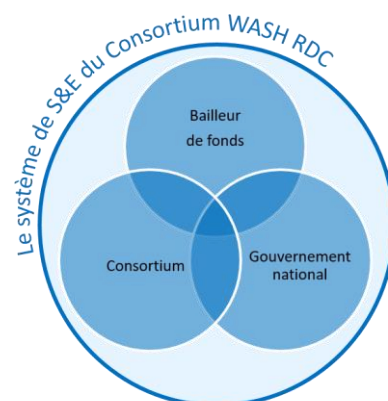 Le système de S&E du Consortium WASH RDC
Bailleur
de fonds
Consortium
Gouvernement
national